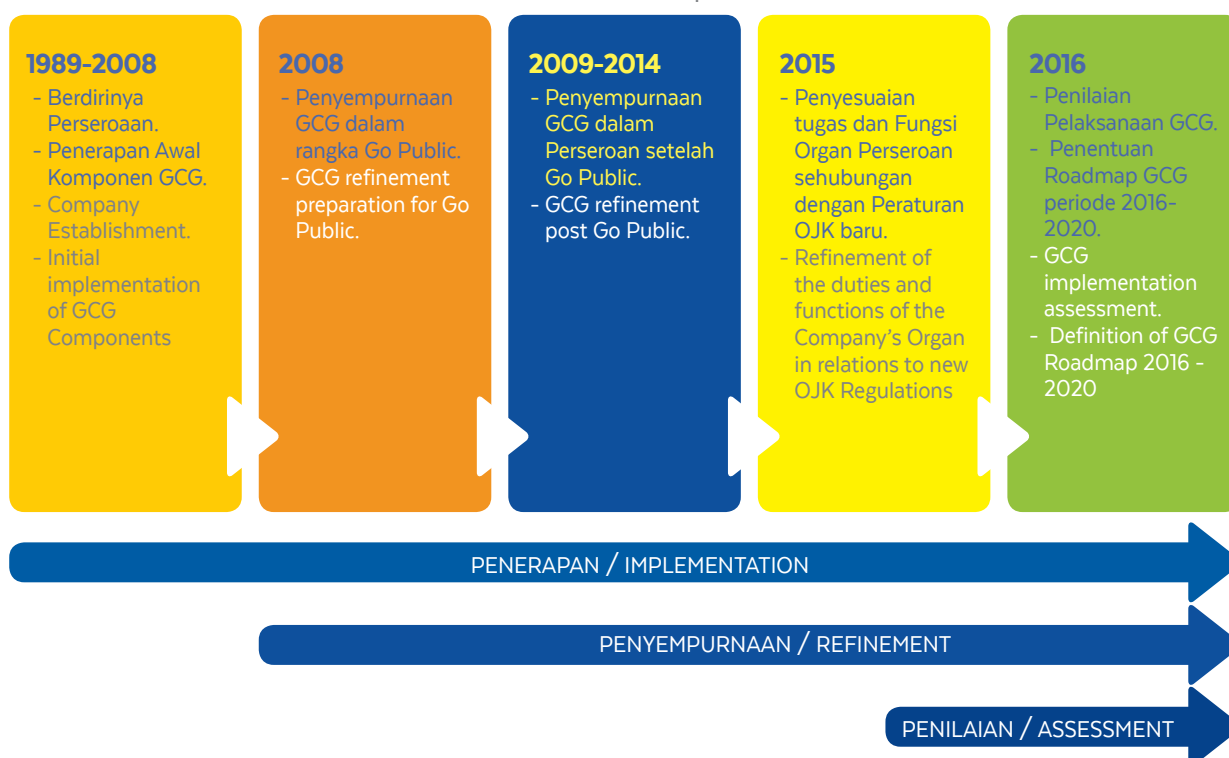 1989-2008
- Berdirinya
Perseroaan.
- Penerapan Awal
Komponen GCG.
- Company
Establishment.
- Initial
implementation
of GCG
Components
2008
- Penyempurnaan
GCG dalam
rangka Go Public.
- GCG refinement
preparation for Go
Public.
2009-2014
- Penyempurnaan
GCG dalam
Perseroan setelah
Go Public.
- GCG refinement
post Go Public.
2015
- Penyesuaian
tugas dan Fungsi
Organ Perseroan
sehubungan
dengan Peraturan
OJK baru.
- Refinement of
the duties and
functions of the
Company's Organ
in relations to new
OJK Regulations
2016
- Penilaian
Pelaksanaan GCG.
- Penentuan
Roadmap GCG
periode 2016-
2020.
- GCG
implementation
assessment.
- Definition of GCG
Roadmap 2016 -
2020
PENERAPAN / IMPLEMENTATION
PENYEMPURNAAN / REFINEMENT
PENILAIAN / ASSESSMENT